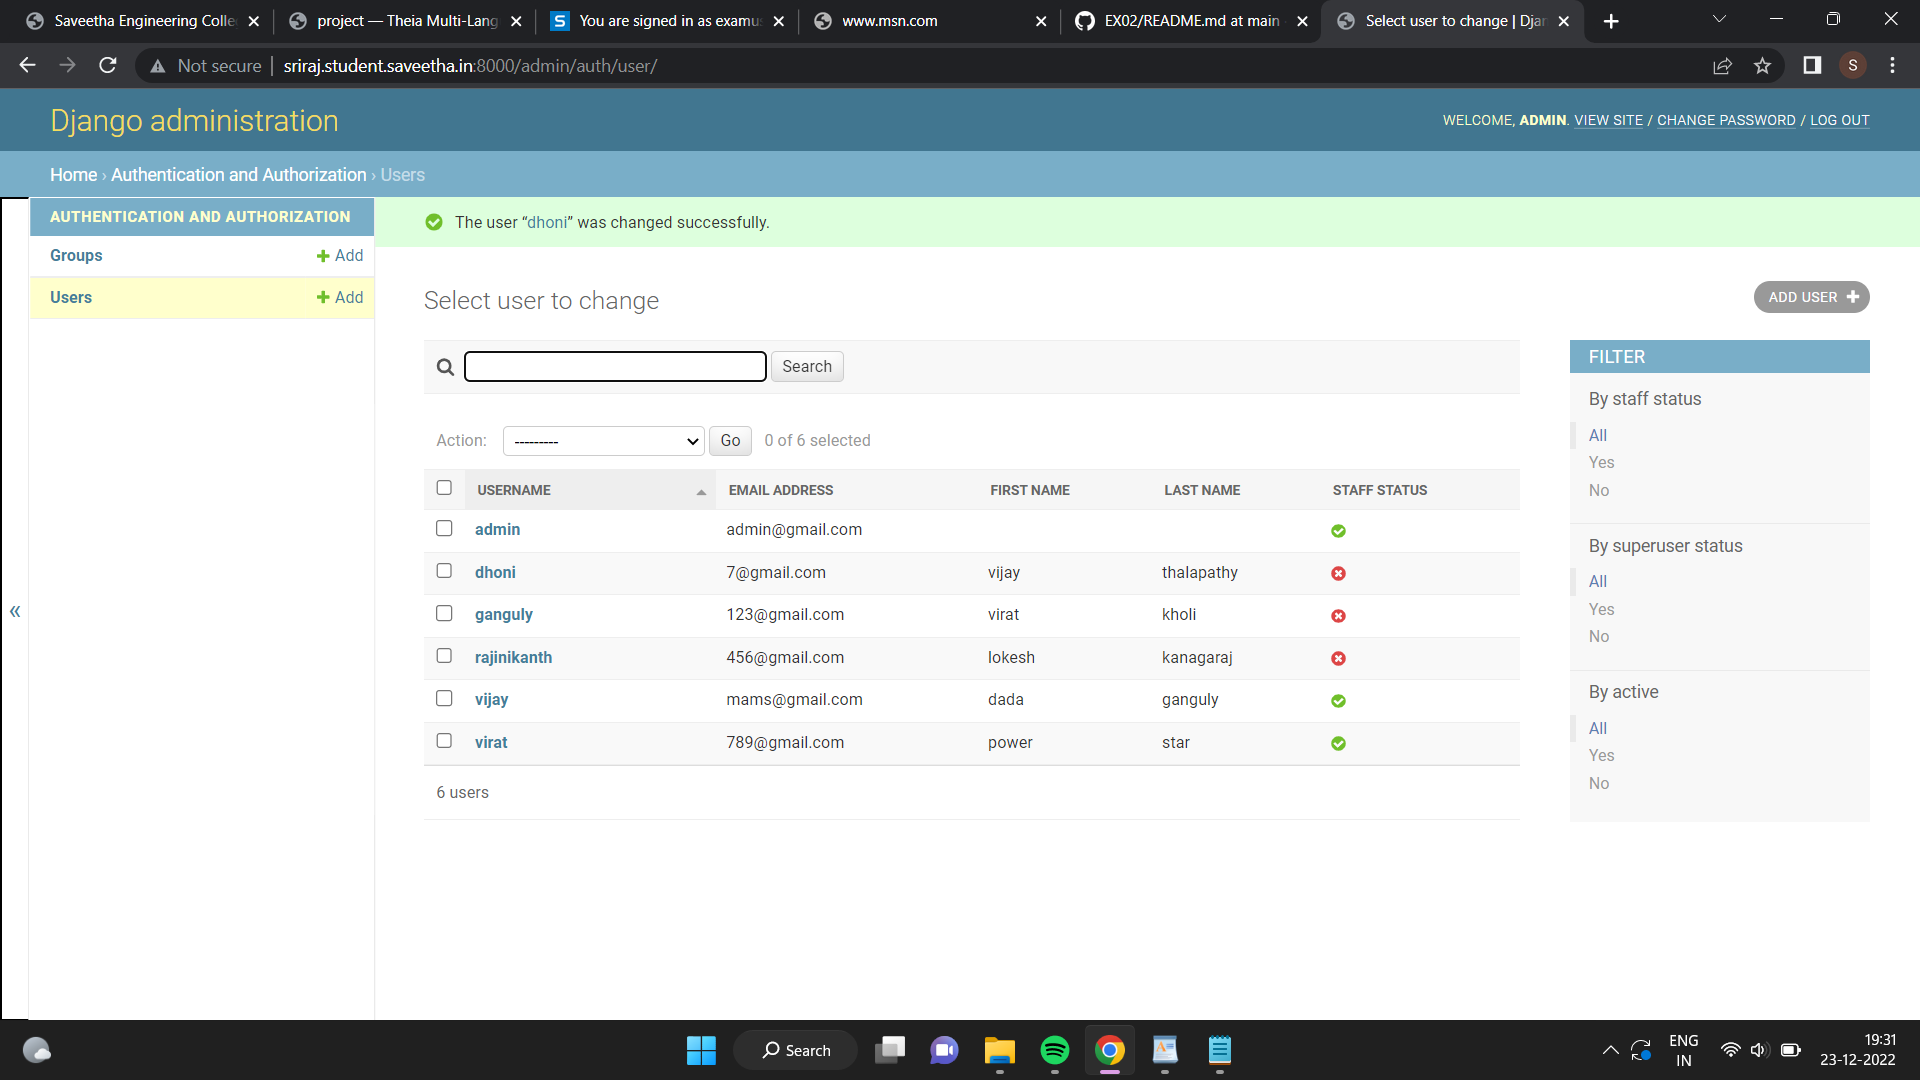 Saveetha Engineering Colle
project — Theia Multi-Lang
S
You are signed in as examu
www.msn.com
EX02/README.md at main
Select user to change | Djan
Not secure | sriraj.student.saveetha.in:8000/admin/auth/user/
S
Django administration
WELCOME, ADMIN. VIEW SITE / CHANGE PASSWORD / LOG OUT
Home › Authentication and Authorization › Users
AUTHENTICATION AND AUTHORIZATION
Groups + Add
Users + Add
«
The user “dhoni” was changed successfully.
Select user to change
ADD USER +
Search
Action: --------- Go 0 of 6 selected
USERNAME EMAIL ADDRESS FIRST NAME LAST NAME STAFF STATUS
admin admin@gmail.com
dhoni 7@gmail.com vijay thalapathy
ganguly 123@gmail.com virat kholi
rajinikanth 456@gmail.com lokesh kanagaraj
vijay mams@gmail.com dada ganguly
virat 789@gmail.com power star
6 users
FILTER
By staff status
All
Yes
No
By superuser status
All
Yes
No
By active
All
Yes
No
Search
ENG
IN
19:31
23-12-2022